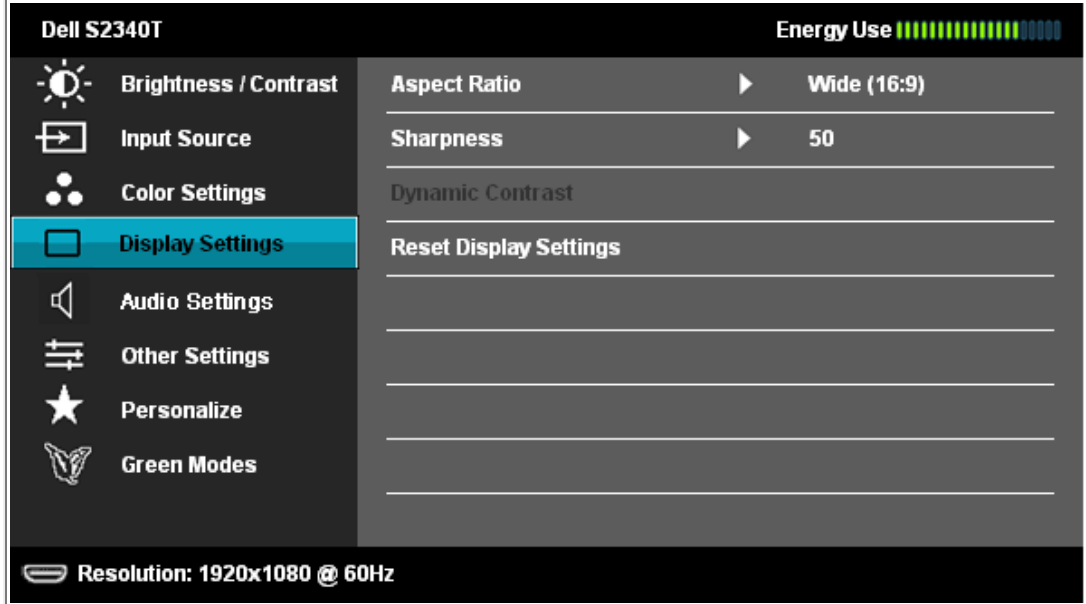 Dell S2340T Energy Use
Brightness / Contrast
Input Source
Color Settings
Display Settings
Audio Settings
Other Settings
Personalize
Green Modes
Aspect Ratio Wide (16:9)
Sharpness 50
Dynamic Contrast
Reset Display Settings
Resolution: 1920x1080 @ 60Hz